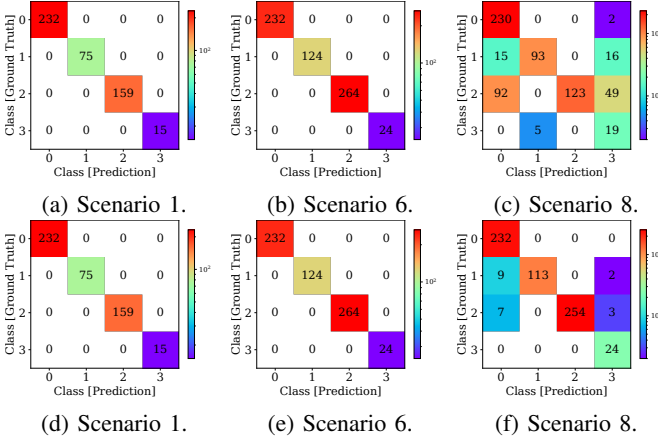 Class [Ground Truth]
0 232 0 0 0
1 0 75 0 0
2 0 0 159 0
3 0 0 0 15
0 1 2 3
Class [Prediction]
10²
(a) Scenario 1.
Class [Ground Truth]
0 232 0 0 0
1 0 124 0 0
2 0 0 264 0
3 0 0 0 24
0 1 2 3
Class [Prediction]
10²
(b) Scenario 6.
Class [Ground Truth]
0 230 0 0 2
1 15 93 0 16
2 92 0 123 49
3 0 5 0 19
0 1 2 3
Class [Prediction]
(c) Scenario 8.
Class [Ground Truth]
0 232 0 0 0
1 0 75 0 0
2 0 0 159 0
3 0 0 0 15
0 1 2 3
Class [Prediction]
10²
(d) Scenario 1.
Class [Ground Truth]
0 232 0 0 0
1 0 124 0 0
2 0 0 264 0
3 0 0 0 24
0 1 2 3
Class [Prediction]
10²
(e) Scenario 6.
Class [Ground Truth]
0 232 0 0 0
1 9 113 0 2
2 7 0 254 3
3 0 0 0 24
0 1 2 3
Class [Prediction]
(f) Scenario 8.